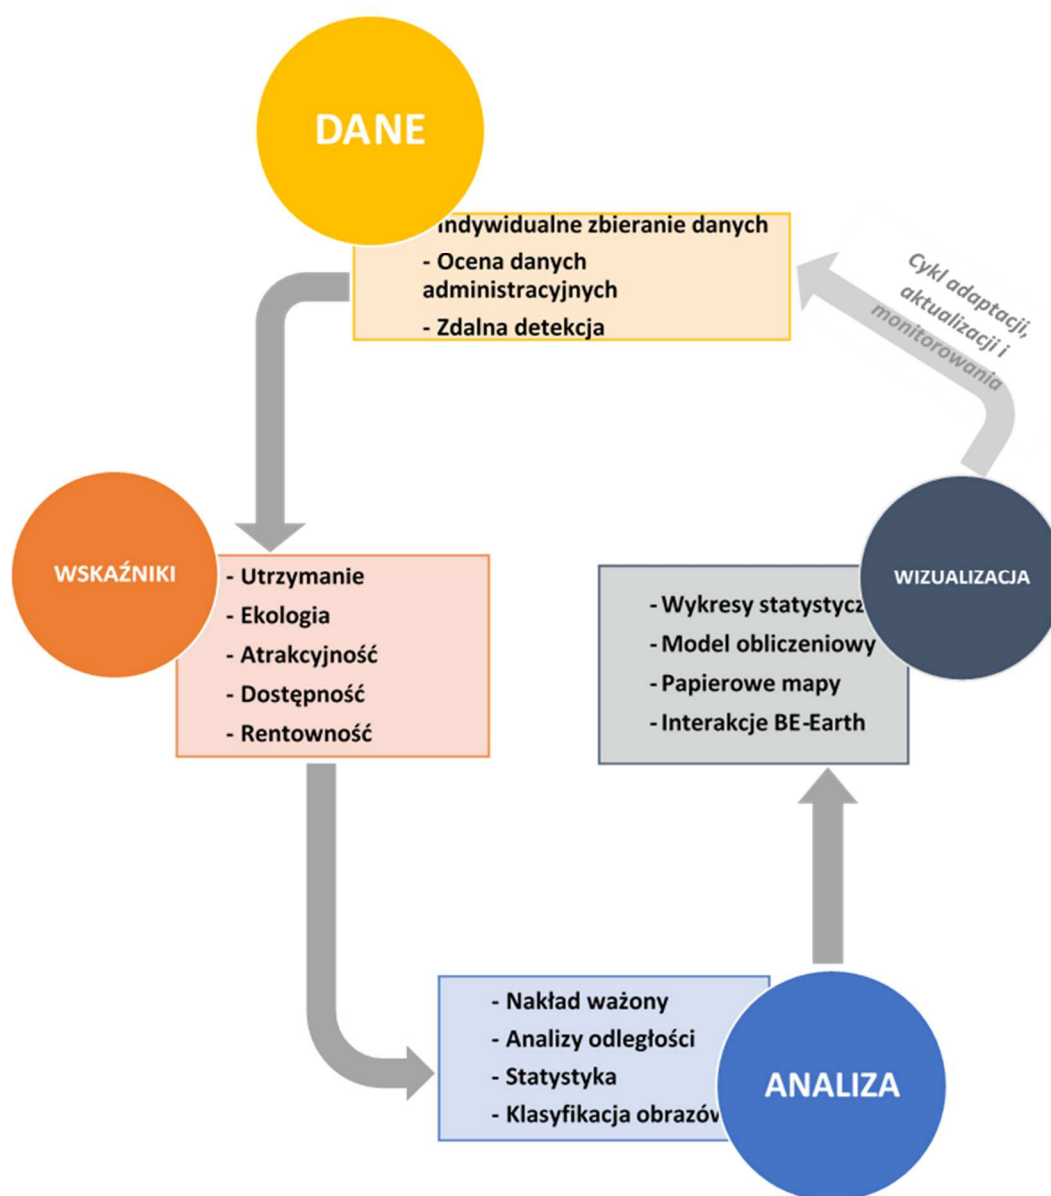 DANE
- Indywidualne zbieranie danych
- Ocena danych
administracyjnych
- Zdalna detekcja
Cykl adaptacji,
aktualizacji i
monitorowania
WSKAŹNIKI
- Utrzymanie
- Ekologia
- Atrakcyjność
- Dostępność
- Rentowność
WIZUALIZACJA
- Wykresy
- Model obliczeniowy
- Papierowe mapy
- Interakcje BE-Earth
- Nakład ważony
- Analizy odległości
- Statystyka
- Klasyfikacja obrazów
ANALIZA